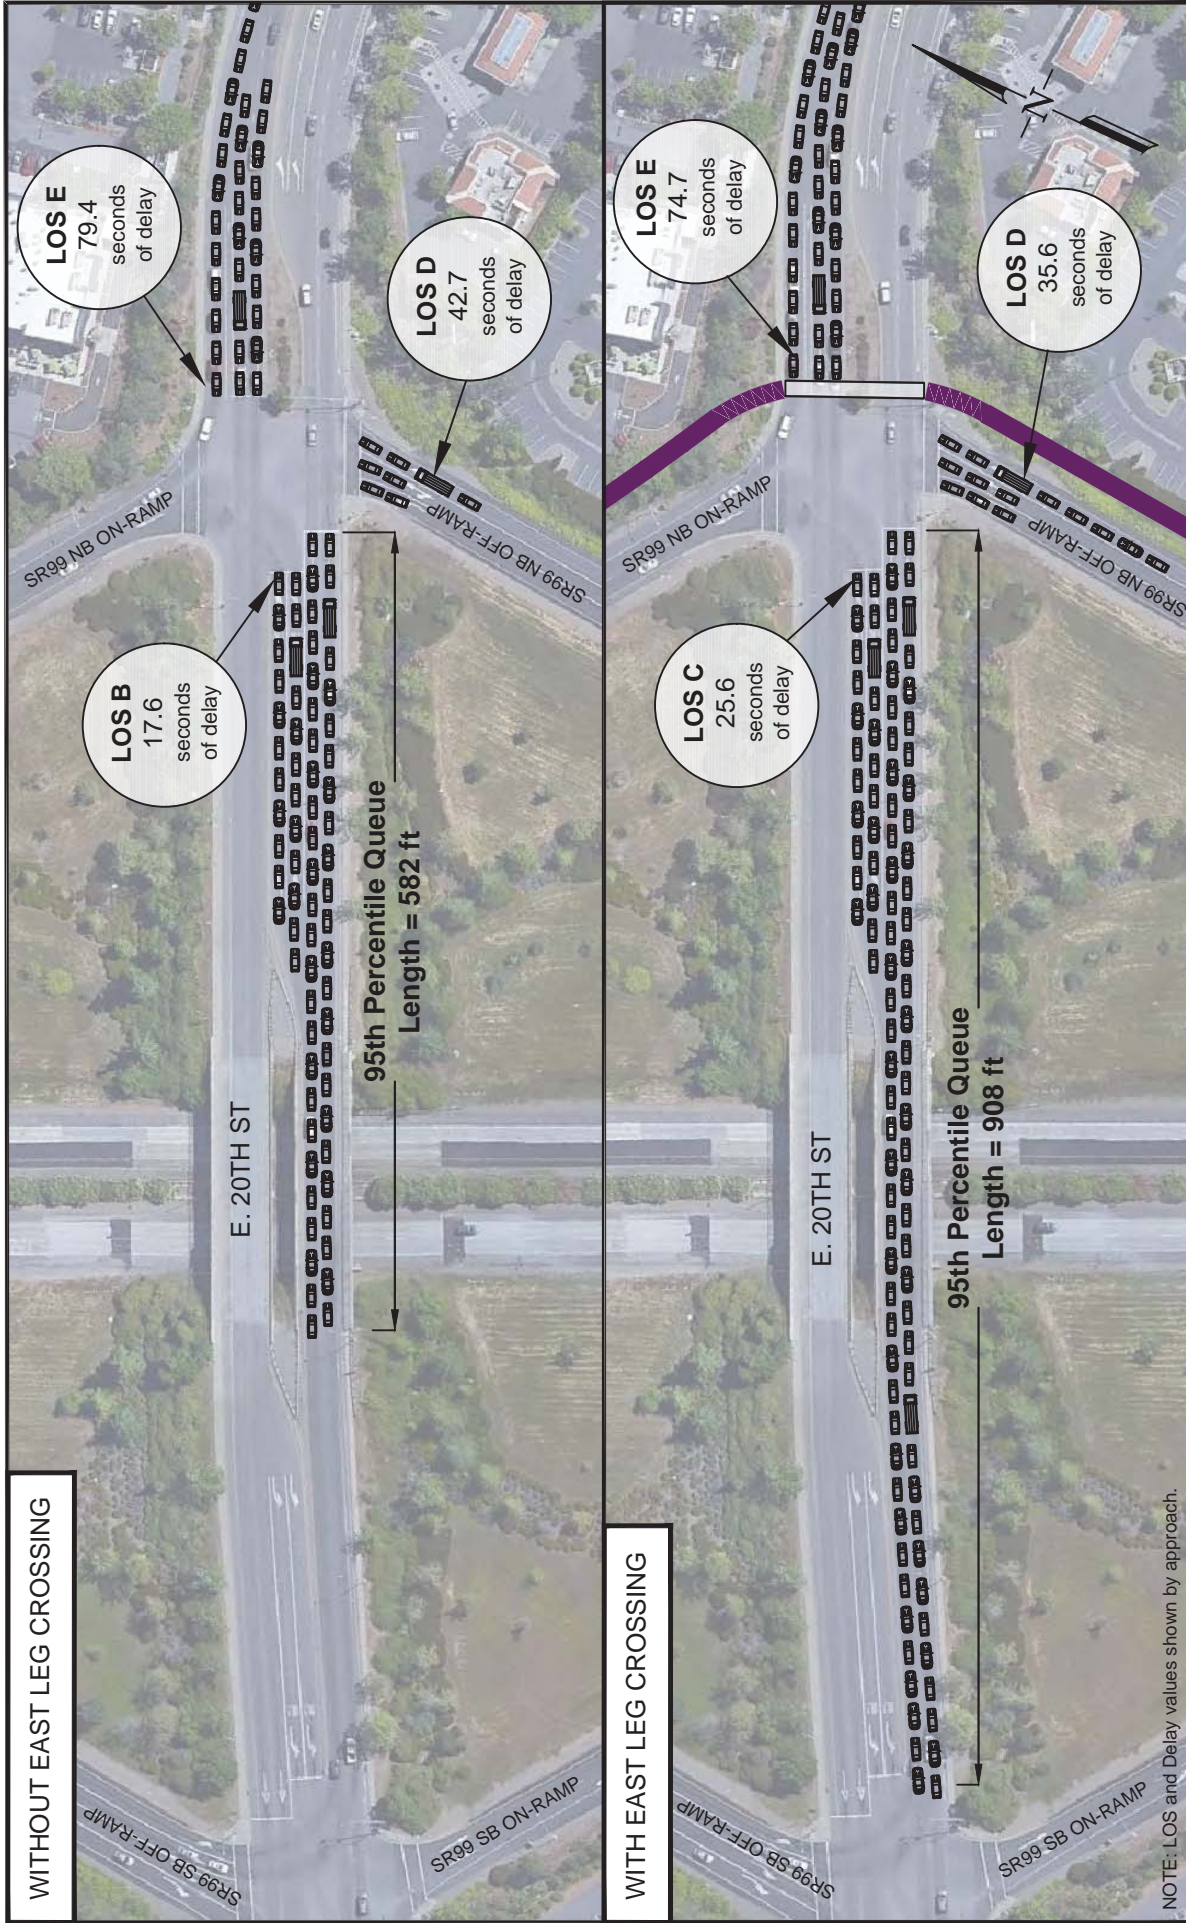 WITHOUT EAST LEG CROSSING
SR99 SB OFF-RAMP
SR99 SB ON-RAMP
E. 20TH ST
95th Percentile Queue
Length = 582 ft
LOS B
17.6
seconds
of delay
SR99 NB ON-RAMP
SR99 NB OFF-RAMP
LOS E
79.4
seconds
of delay
LOS D
42.7
seconds
of delay
WITH EAST LEG CROSSING
SR99 SB OFF-RAMP
SR99 SB ON-RAMP
E. 20TH ST
95th Percentile Queue
Length = 908 ft
LOS C
25.6
seconds
of delay
SR99 NB ON-RAMP
SR99 NB OFF-RAMP
LOS E
74.7
seconds
of delay
LOS D
35.6
seconds
of delay
N
NOTE: LOS and Delay values shown by approach.